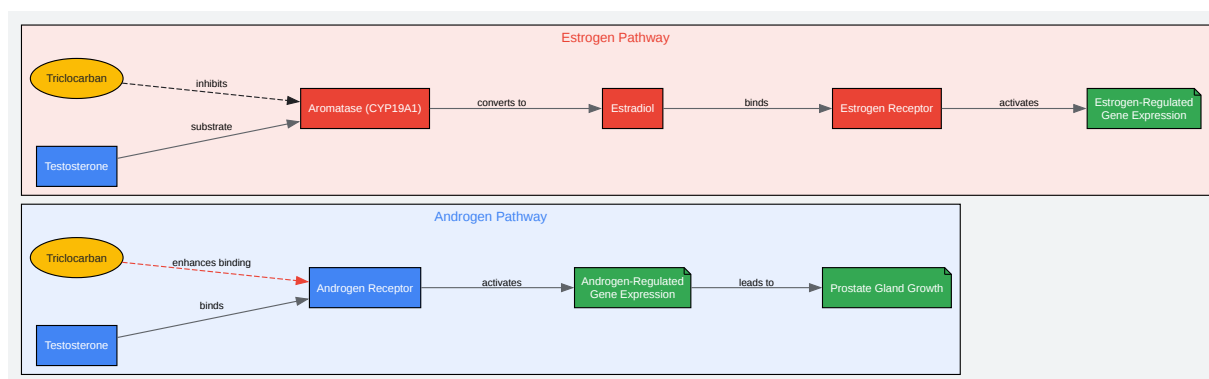 Estrogen Pathway
Triclocarban
inhibits
Aromatase (CYP19A1)
converts to
Estradiol
binds
Estrogen Receptor
activates
Estrogen-Regulated
Gene Expression
substrate
Testosterone
Androgen Pathway
Triclocarban
enhances binding
Androgen Receptor
activates
Androgen-Regulated
Gene Expression
leads to
Prostate Gland Growth
binds
Testosterone